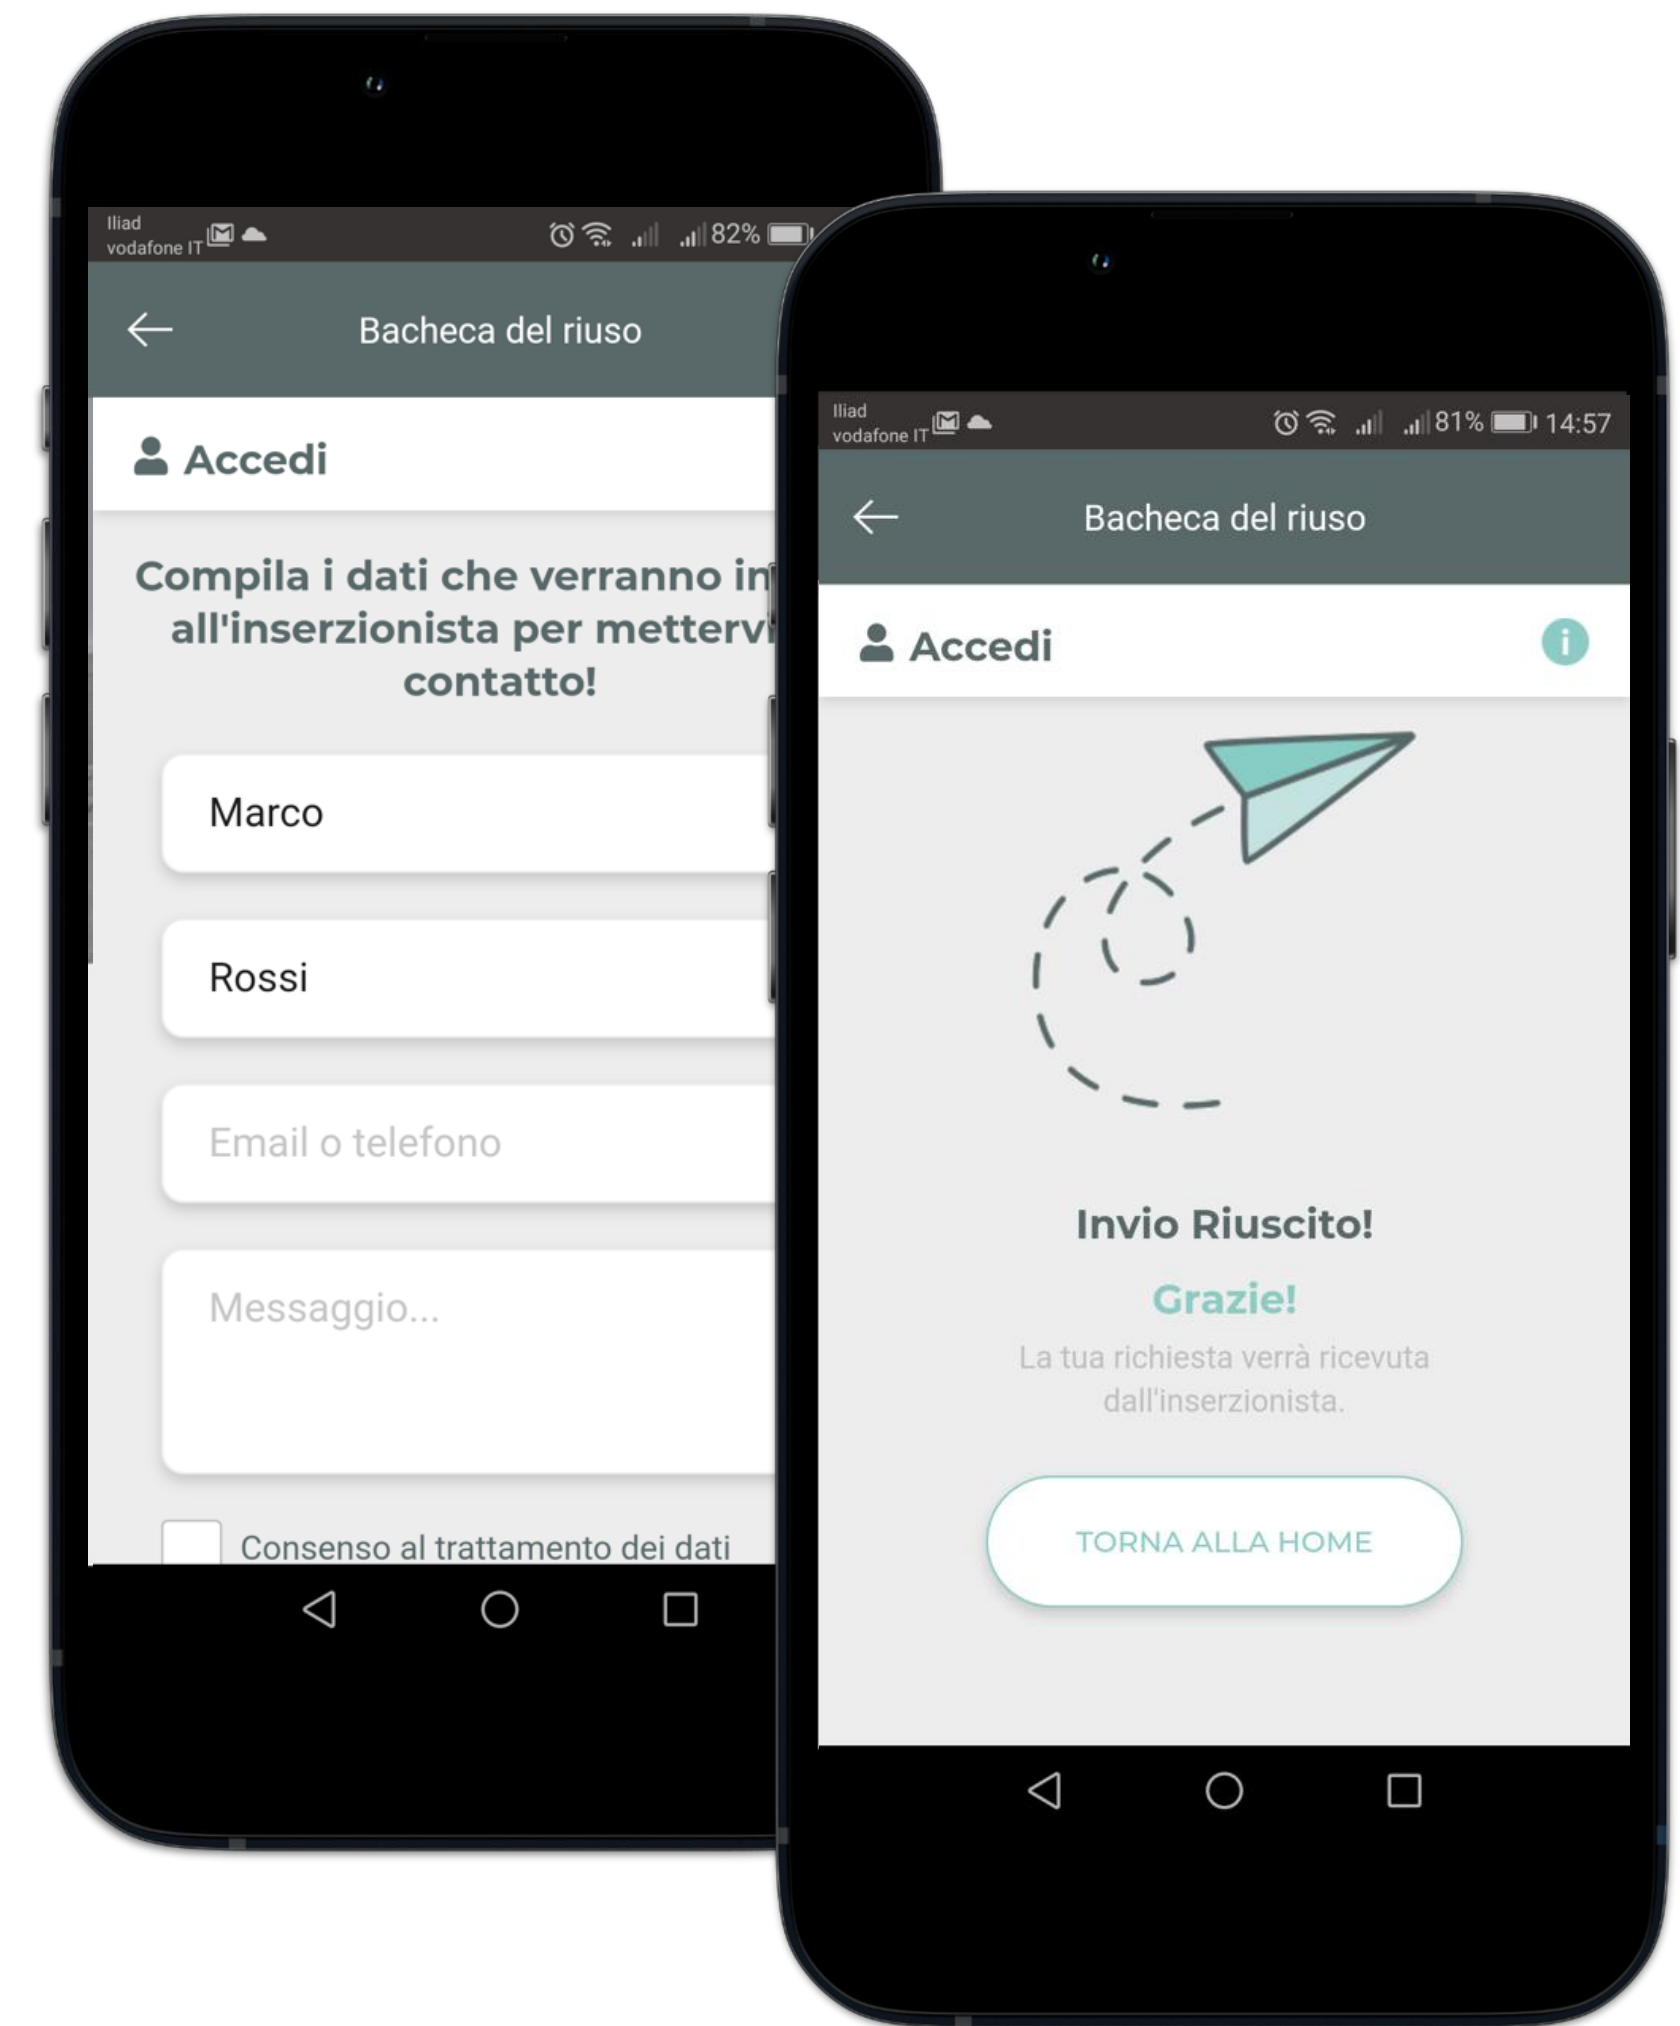 Iliad
vodafone IT
82%
Bacheca del riuso
Accedi
Compila i dati che verranno
all'inserzionista per mettervi
contatto!
Marco
Rossi
Email o telefono
Messaggio...
Consenso al trattamento dei dati
Iliad
vodafone IT
81% 14:57
Bacheca del riuso
Accedi
i
Invio Riuscito!
Grazie!
La tua richiesta verrà ricevuta
dall'inserzionista.
TORNA ALLA HOME